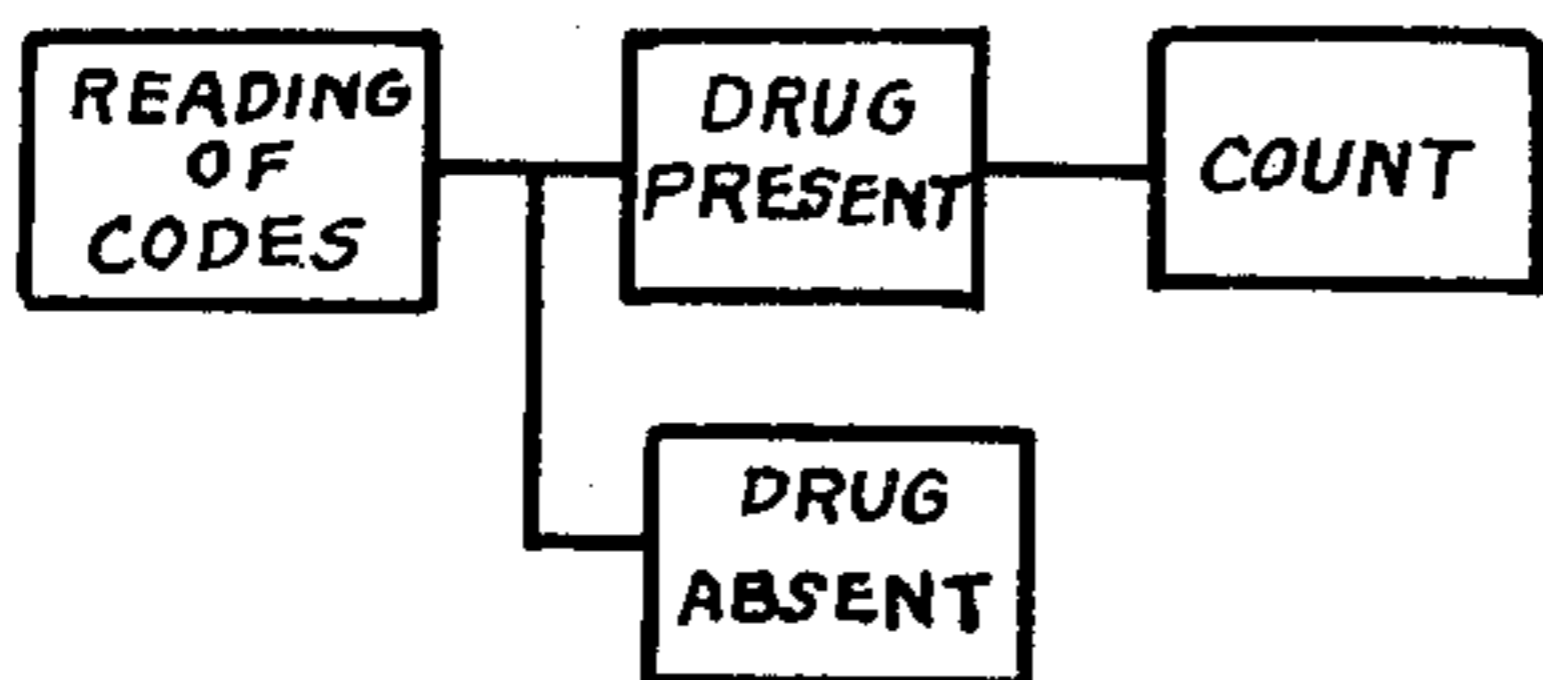 READING
OF
CODES
DRUG
PRESENT
COUNT
DRUG
ABSENT